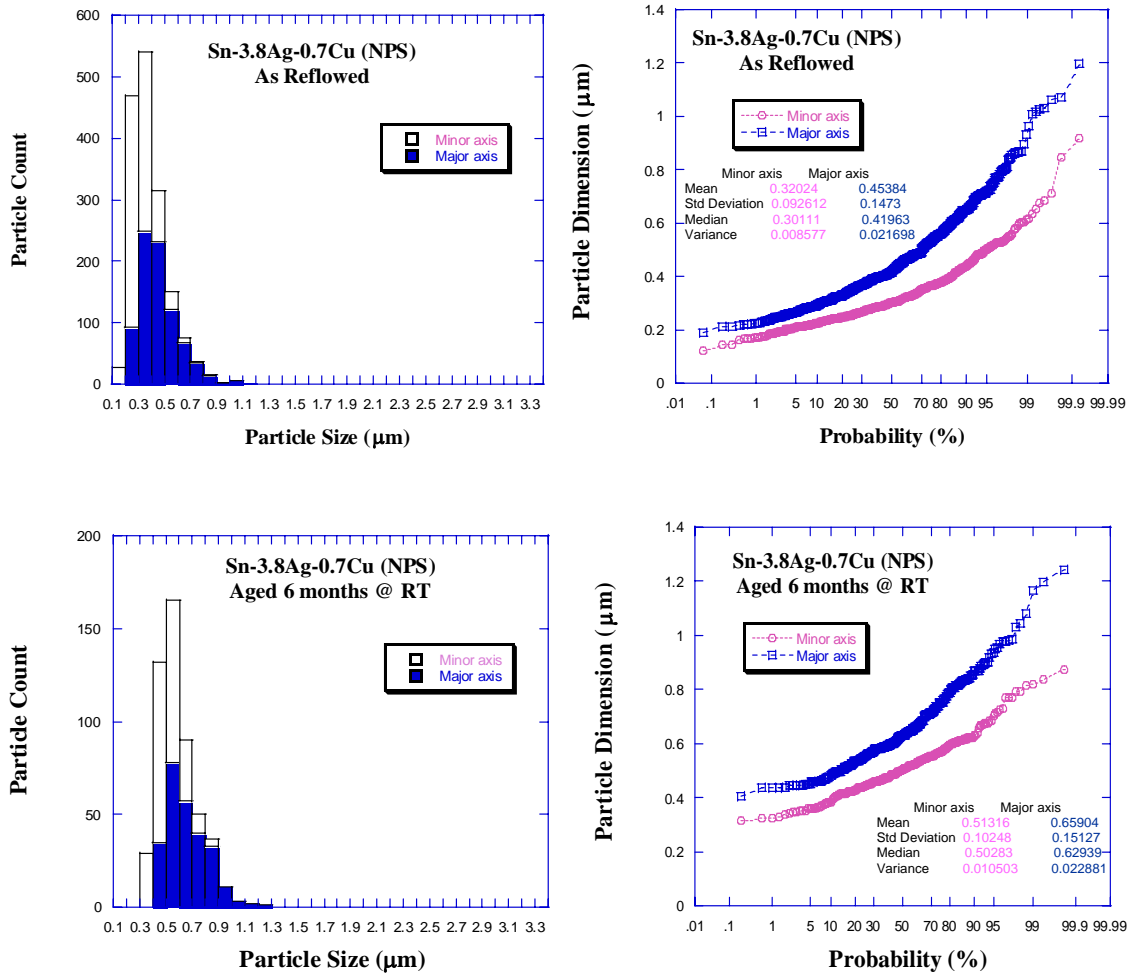 Sn-3.8Ag-0.7Cu (NPS)
As Reflowed
Minor axis
Major axis
Particle Count
600
500
400
300
200
100
0
0.1 0.3 0.5 0.7 0.9 1.1 1.3 1.5 1.7 1.9 2.1 2.3 2.5 2.7 2.9 3.1 3.3
Particle Size (μm)
Sn-3.8Ag-0.7Cu (NPS)
As Reflowed
Minor axis
Major axis
Minor axis Major axis
Mean 0.32024 0.45384
Std Deviation 0.092612 0.1473
Median 0.30111 0.41963
Variance 0.008577 0.021698
Particle Dimension (μm)
1.4
1.2
1
0.8
0.6
0.4
0.2
0
.01 .1 1 5 10 20 30 50 70 80 90 95 99 99.9 99.99
Probability (%)
Sn-3.8Ag-0.7Cu (NPS)
Aged 6 months @ RT
Minor axis
Major axis
Particle Count
200
150
100
50
0
0.1 0.3 0.5 0.7 0.9 1.1 1.3 1.5 1.7 1.9 2.1 2.3 2.5 2.7 2.9 3.1 3.3
Particle Size (μm)
Sn-3.8Ag-0.7Cu (NPS)
Aged 6 months @ RT
Minor axis
Major axis
Minor axis Major axis
Mean 0.51316 0.65904
Std Deviation 0.10248 0.15127
Median 0.50283 0.62939
Variance 0.010503 0.022881
Particle Dimension (μm)
1.4
1.2
1
0.8
0.6
0.4
0.2
0
.01 .1 1 5 10 20 30 50 70 80 90 95 99 99.9 99.99
Probability (%)